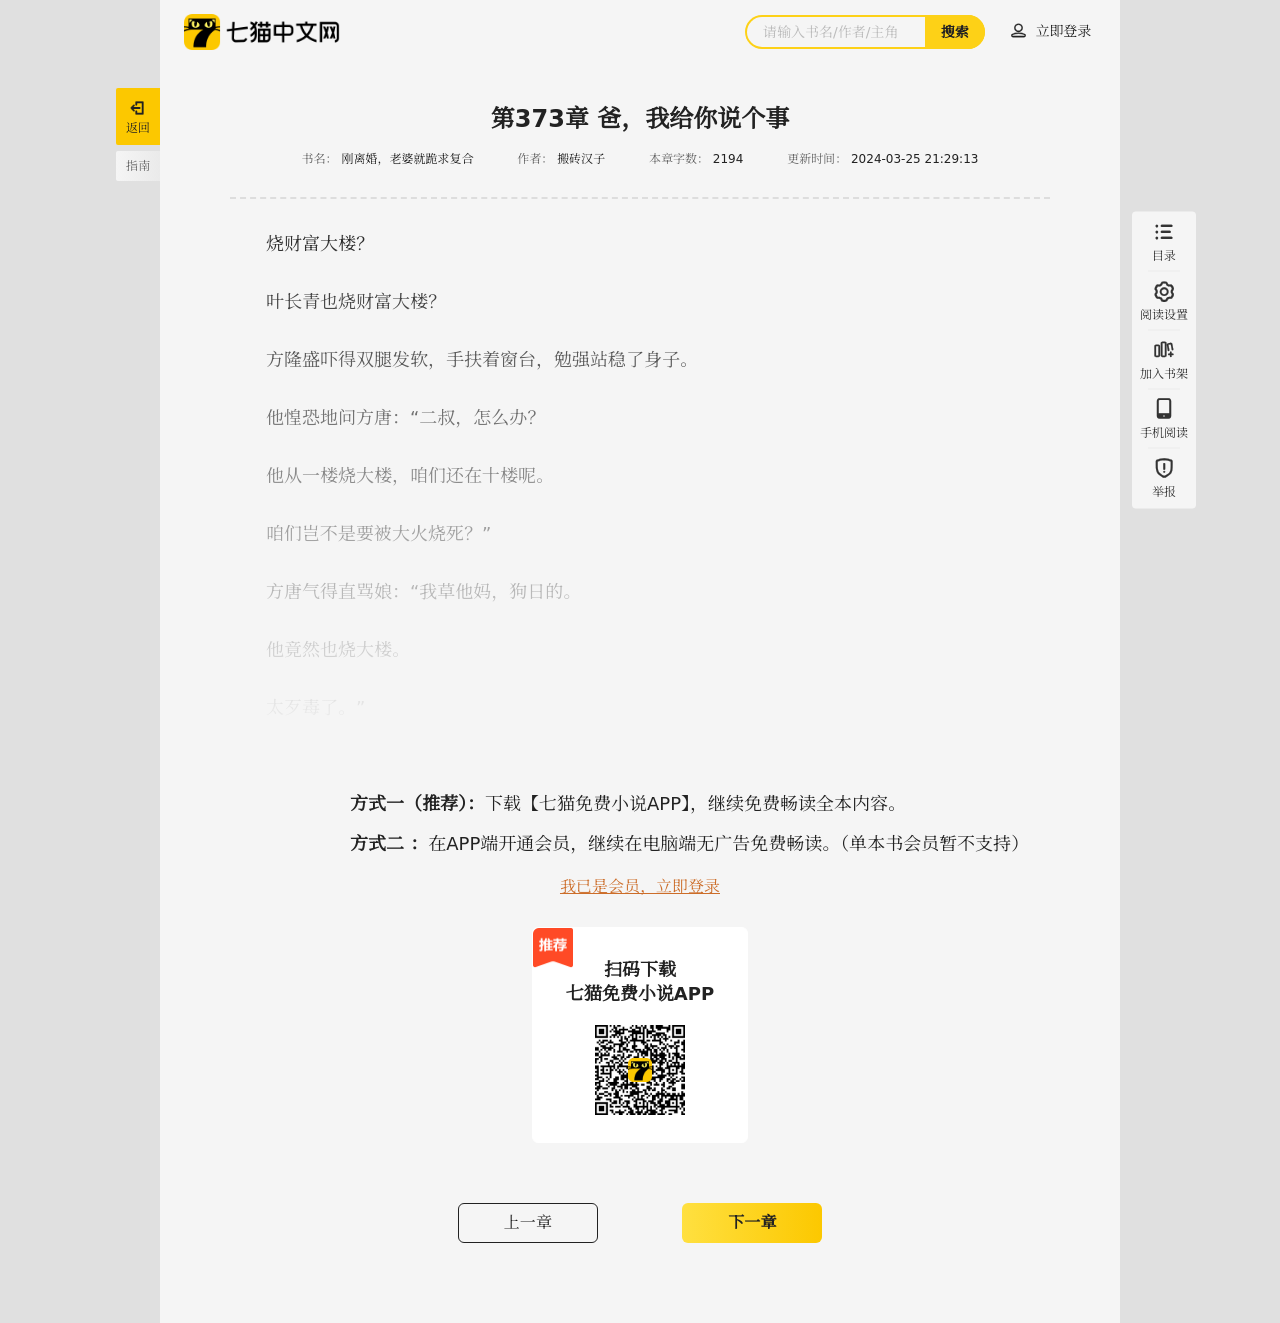 七猫中文网
请输入书名/作者/主角
搜索
立即登录
返回
指南
第373章 爸，我给你说个事
书名： 刚离婚，老婆就跪求复合 作者： 搬砖汉子 本章字数： 2194 更新时间： 2024-03-25 21:29:13
烧财富大楼？
叶长青也烧财富大楼？
方隆盛吓得双腿发软，手扶着窗台，勉强站稳了身子。
他惶恐地问方唐：“二叔，怎么办？
他从一楼烧大楼，咱们还在十楼呢。
咱们岂不是要被大火烧死？”
方唐气得直骂娘：“我草他妈，狗日的。
他竟然也烧大楼。
太歹毒了。”
目录
阅读设置
加入书架
手机阅读
举报
方式一（推荐）：下载【七猫免费小说APP】，继续免费畅读全本内容。
方式二 ：在APP端开通会员，继续在电脑端无广告免费畅读。（单本书会员暂不支持）
我已是会员，立即登录
推荐
扫码下载
七猫免费小说APP
上一章
下一章